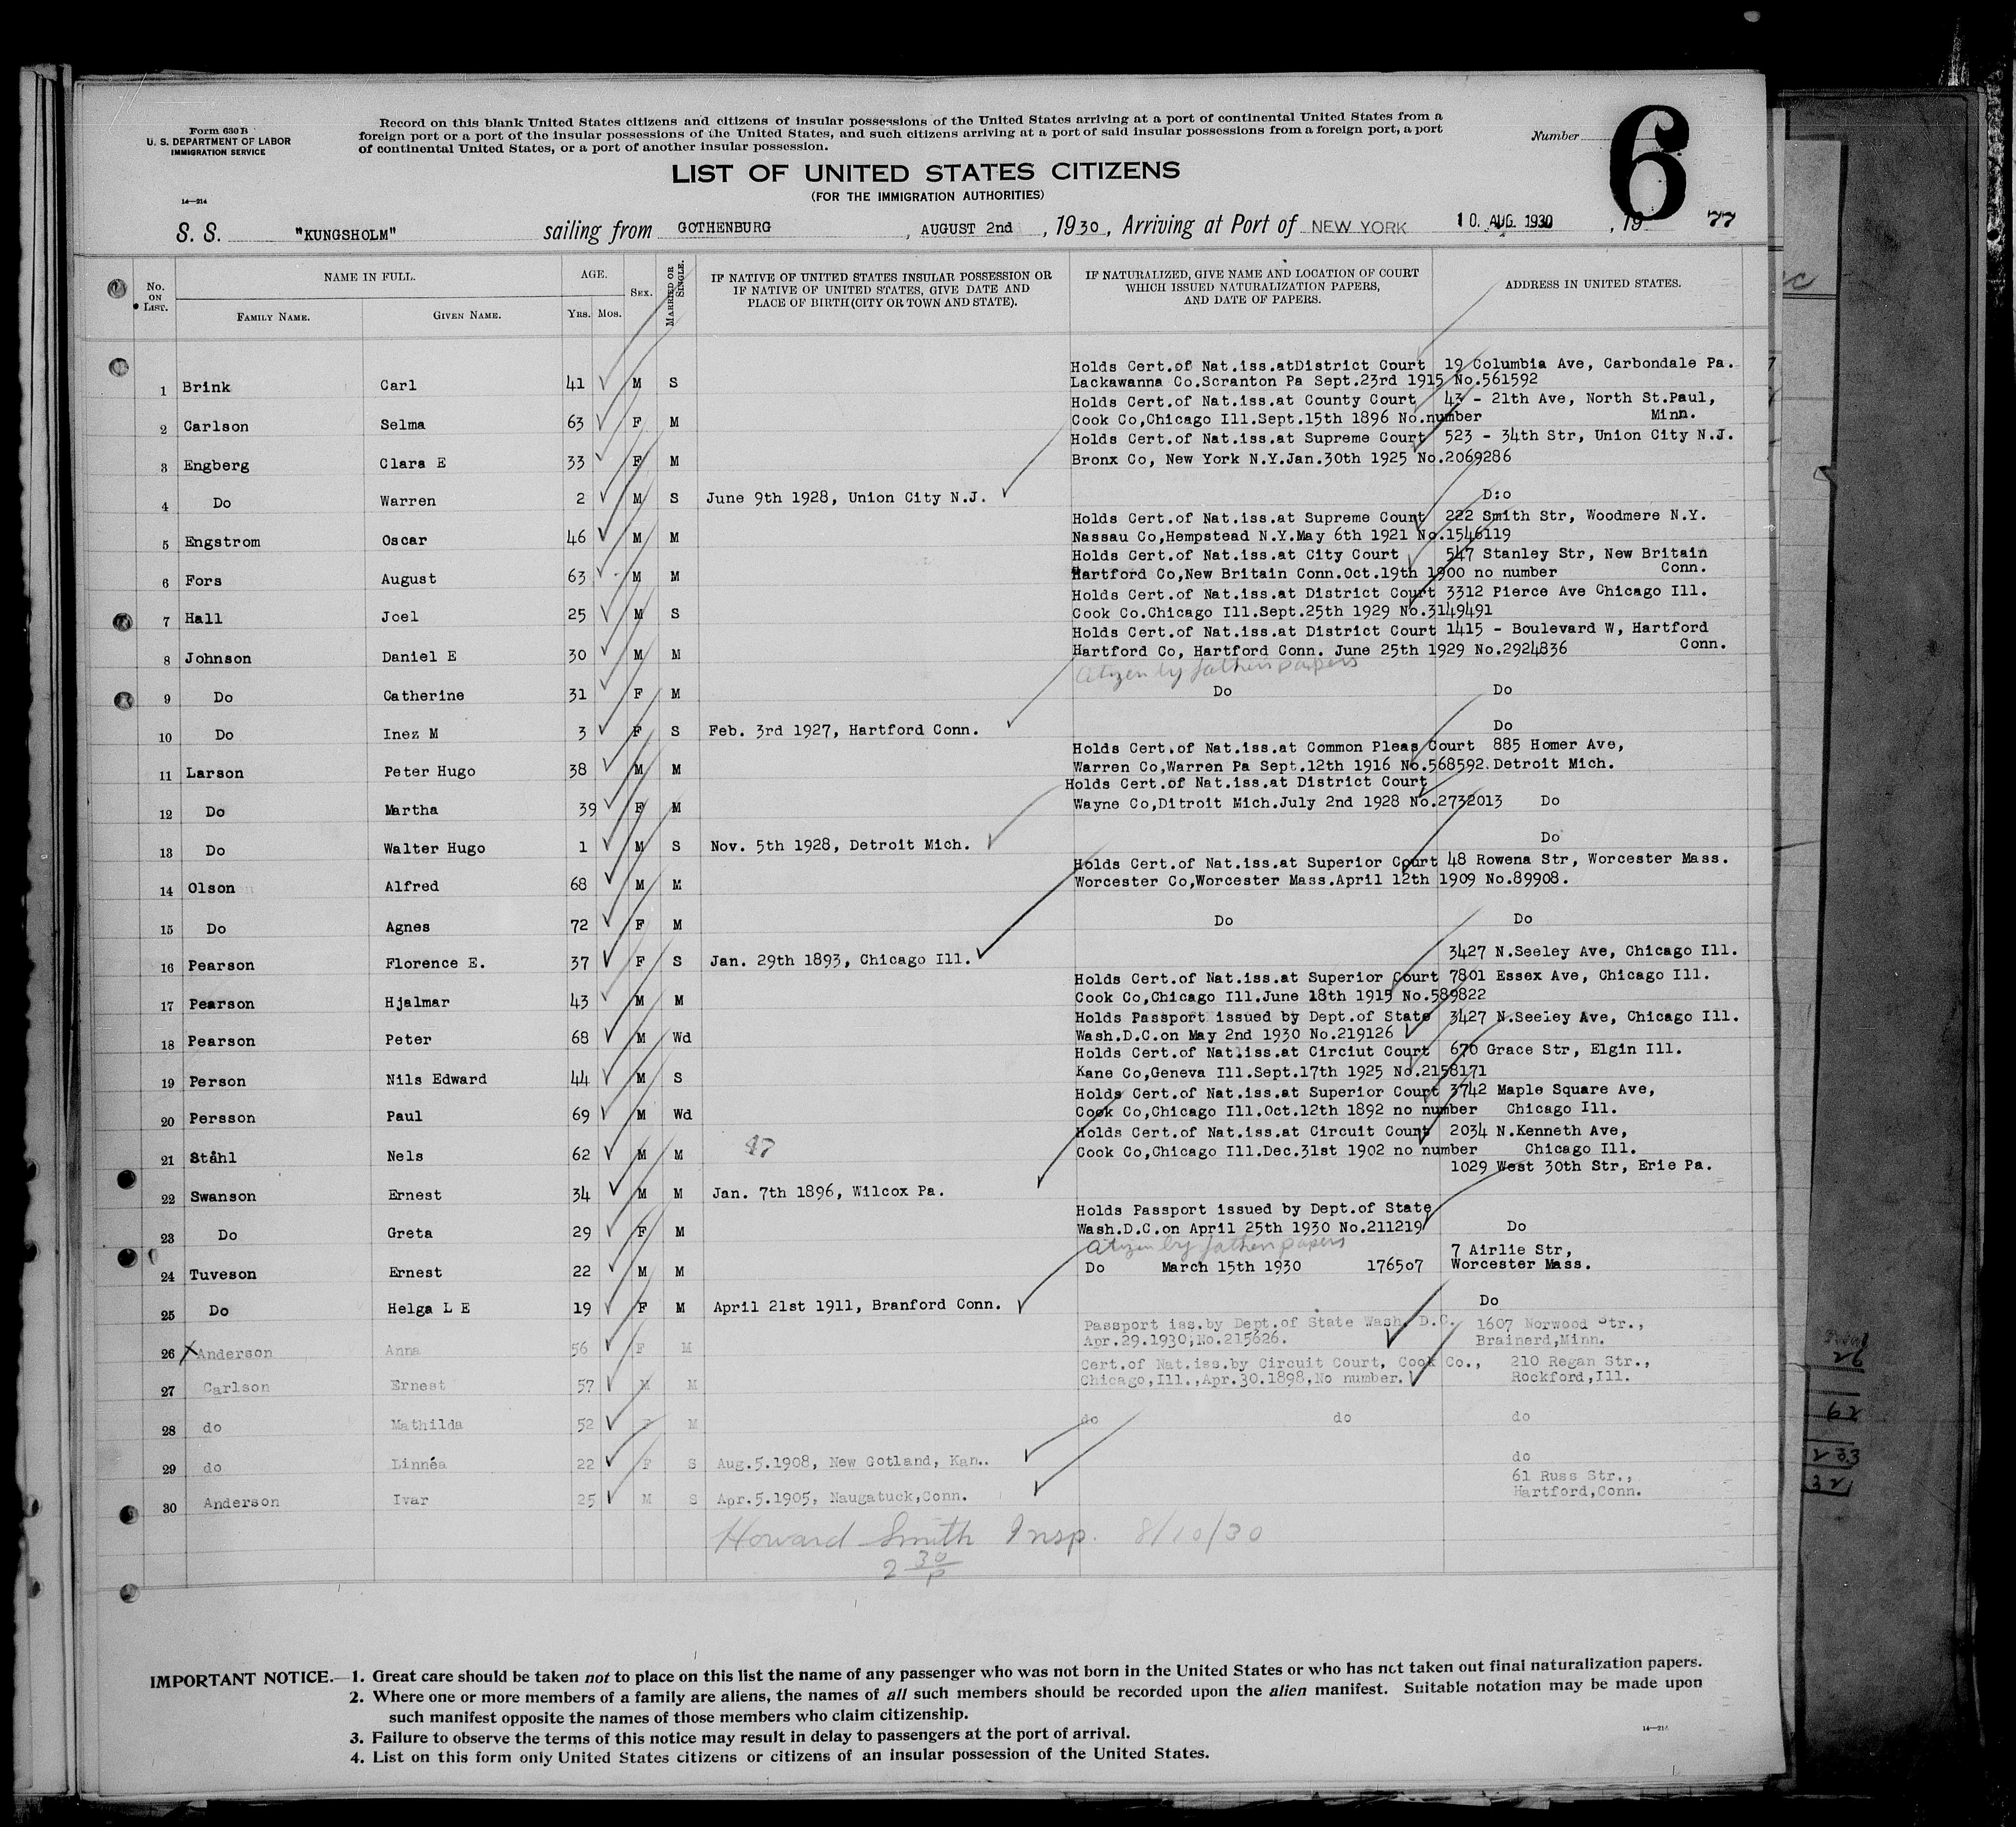 Form 630 B
U. S. DEPARTMENT OF LABOR
IMMIGRATION SERVICE
14—214
Record on this blank United States citizens and citizens of insular possessions of the United States arriving at a port of continental United States from a
foreign port or a port of the insular possessions of the United States, and such citizens arriving at a port of said insular possessions from a foreign port, a port
of continental United States, or a port of another insular possession.
Number 6
LIST OF UNITED STATES CITIZENS
(FOR THE IMMIGRATION AUTHORITIES)
S. S. "KUNGSHOLM" sailing from GOTHENBURG, AUGUST 2nd, 1930, Arriving at Port of NEW YORK 10. AUG. 1930, 19 77
No. ON LIST. NAME IN FULL. AGE. SEX. MARRIED OR SINGLE. IF NATIVE OF UNITED STATES INSULAR POSSESSION OR IF NATIVE OF UNITED STATES, GIVE DATE AND PLACE OF BIRTH (CITY OR TOWN AND STATE). IF NATURALIZED, GIVE NAME AND LOCATION OF COURT WHICH ISSUED NATURALIZATION PAPERS, AND DATE OF PAPERS. ADDRESS IN UNITED STATES.
FAMILY NAME. GIVEN NAME. YRS. MOS.
Holds Cert.of Nat.iss.atDistrict Court 19 Columbia Ave, Carbondale Pa.
1 Brink Carl 41 M S Lackawanna Co.Scranton Pa Sept.23rd 1915 No.561592
Holds Cert.of Nat.iss.at County Court 43 - 21th Ave, North St.Paul,
2 Carlson Selma 63 F M Cook Co,Chicago Ill.Sept.15th 1896 No.number Minn.
Holds Cert.of Nat.iss.at Supreme Court 523 - 34th Str, Union City N.J.
3 Engberg Clara E 33 F M Bronx Co, New York N.Y.Jan.30th 1925 No.2069286
4 Do Warren 2 M S June 9th 1928, Union City N.J. D:o
Holds Cert.of Nat.iss.at Supreme Court 222 Smith Str, Woodmere N.Y.
5 Engstrom Oscar 46 M M Nassau Co,Hempstead N.Y.May 6th 1921 No.1546119
Holds Cert.of Nat.iss.at City Court 547 Stanley Str, New Britain
6 Fors August 63 M M Hartford Co,New Britain Conn.Oct.19th 1900 no number Conn.
Holds Cert.of Nat.iss.at District Court 3312 Pierce Ave Chicago Ill.
7 Hall Joel 25 M S Cook Co.Chicago Ill.Sept.25th 1929 No.3149491
Holds Cert.of Nat.iss.at District Court 1415 - Boulevard W, Hartford
8 Johnson Daniel E 30 M M Hartford Co, Hartford Conn. June 25th 1929 No.2924836 Conn.
Citizen by fathers papers
9 Do Catherine 31 F M Do Do
10 Do Inez M 3 F S Feb. 3rd 1927, Hartford Conn. Do
Holds Cert.of Nat.iss.at Common Pleas Court 885 Homer Ave,
11 Larson Peter Hugo 38 M M Warren Co,Warren Pa Sept.12th 1916 No.568592. Detroit Mich.
Holds Cert.of Nat.iss.at District Court
12 Do Martha 39 F M Wayne Co,Ditroit Mich.July 2nd 1928 No.2732013 Do
13 Do Walter Hugo 1 M S Nov. 5th 1928, Detroit Mich. Do
Holds Cert.of Nat.iss.at Superior Court 48 Rowena Str, Worcester Mass.
14 Olson Alfred 68 M M Worcester Co,Worcester Mass.April 12th 1909 No.89908.
15 Do Agnes 72 F M Do Do
16 Pearson Florence E. 37 F S Jan. 29th 1893, Chicago Ill. 3427 N.Seeley Ave, Chicago Ill.
Holds Cert.of Nat.iss.at Superior Court 7801 Essex Ave, Chicago Ill.
17 Pearson Hjalmar 43 M M Cook Co,Chicago Ill.June 18th 1915 No.589822
Holds Passport issued by Dept.of State 3427 N.Seeley Ave, Chicago Ill.
18 Pearson Peter 68 M Wd Wash.D.C.on May 2nd 1930 No.219126
Holds Cert.of Nat.iss.at Circiut Court 670 Grace Str, Elgin Ill.
19 Person Nils Edward 44 M S Kane Co,Geneva Ill.Sept.17th 1925 No.2158171
Holds Cert.of Nat.iss.at Superior Court 3742 Maple Square Ave,
20 Persson Paul 69 M Wd Cook Co,Chicago Ill.Oct.12th 1892 no number Chicago Ill.
Holds Cert.of Nat.iss.at Circuit Court 2034 N.Kenneth Ave,
21 Ståhl Nels 62 M M Cook Co,Chicago Ill.Dec.31st 1902 no number Chicago Ill.
1029 West 30th Str, Erie Pa.
22 Swanson Ernest 34 M M Jan. 7th 1896, Wilcox Pa.
Holds Passport issued by Dept.of State
23 Do Greta 29 F M Wash.D.C.on April 25th 1930 No.211219 Do
Citizen by fathers papers 7 Airlie Str,
24 Tuveson Ernest 22 M M Do March 15th 1930 176507 Worcester Mass.
25 Do Helga L E 19 F M April 21st 1911, Branford Conn. Do
Passport iss.by Dept.of State Wash. D.C. 1607 Norwood Str.,
26 X Anderson Anna 56 F M Apr.29.1930,No.215626. Brainerd,Minn.
Cert.of Nat.iss.by Circuit Court, Cook Co., 210 Regan Str.,
27 Carlson Ernest 57 M M Chicago,Ill.,Apr.30.1898,No number. Rockford,Ill.
28 do Mathilda 52 F M do do do
29 do Linnéa 22 F S Aug.5.1908, New Gotland, Kan.. do
61 Russ Str.,
30 Anderson Ivar 25 M S Apr.5.1905, Naugatuck,Conn. Hartford,Conn.
Howard Smith Insp. 8/10/30
2 30 p
IMPORTANT NOTICE.—1. Great care should be taken not to place on this list the name of any passenger who was not born in the United States or who has not taken out final naturalization papers.
2. Where one or more members of a family are aliens, the names of all such members should be recorded upon the alien manifest. Suitable notation may be made upon
such manifest opposite the names of those members who claim citizenship.
3. Failure to observe the terms of this notice may result in delay to passengers at the port of arrival.
4. List on this form only United States citizens or citizens of an insular possession of the United States.
14—214
26
62
233
321